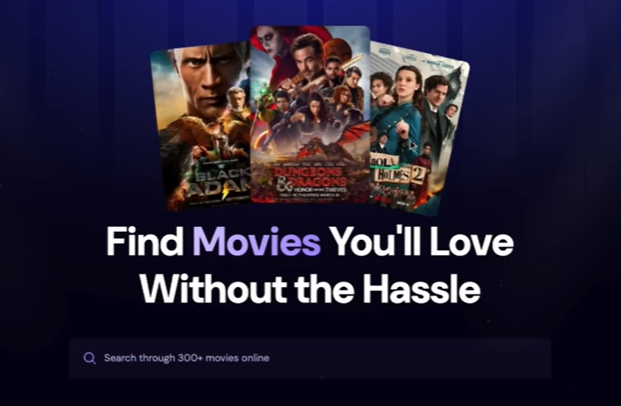 BLACK
ADAM
DUNGEONS
& DRAGONS
HONOR AMONG THIEVES
HOLMES 2
Find Movies You'll Love
Without the Hassle
Search through 300+ movies online